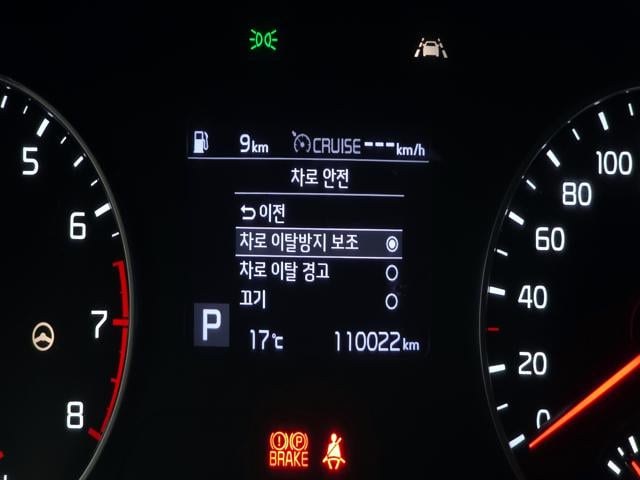 9km CRUISE ---km/h
차로 안전
이전
차로 이탈방지 보조
차로 이탈 경고
끄기
P 17℃ 110022km
5
6
7
8
100
80
60
40
20
0
(!) (P)
BRAKE